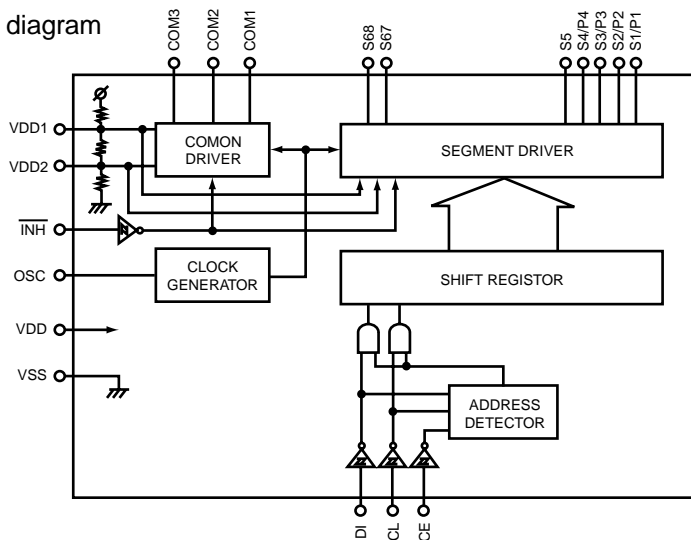 diagram
COM3
COM2
COM1
S68
S67
S5
S4/P4
S3/P3
S2/P2
S1/P1
VDD1
COMON
DRIVER
SEGMENT DRIVER
VDD2
INH
OSC
CLOCK
GENERATOR
SHIFT REGISTOR
VDD
VSS
ADDRESS
DETECTOR
DI
CL
CE